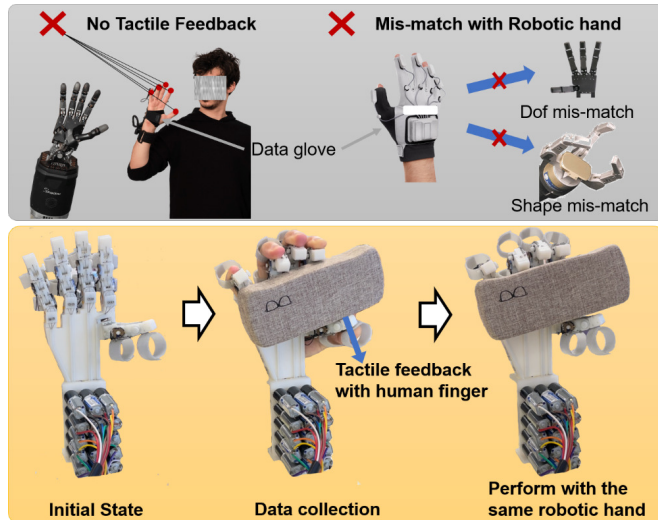 No Tactile Feedback
Mis-match with Robotic hand
Data glove
Dof mis-match
Shape mis-match
Tactile feedback
with human finger
Initial State
Data collection
Perform with the
same robotic hand